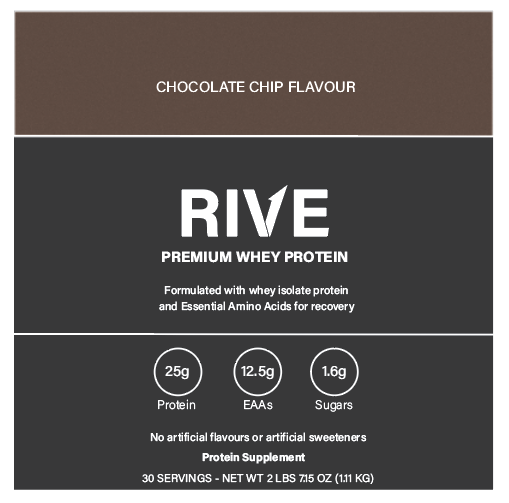 CHOCOLATE CHIP FLAVOUR
RIVE
PREMIUM WHEY PROTEIN
Formulated with whey isolate protein
and Essential Amino Acids for recovery
25g 12.5g 1.6g
Protein EAAs Sugars
No artificial flavours or artificial sweeteners
Protein Supplement
30 SERVINGS - NET WT 2 LBS 7.15 OZ (1.11 KG)